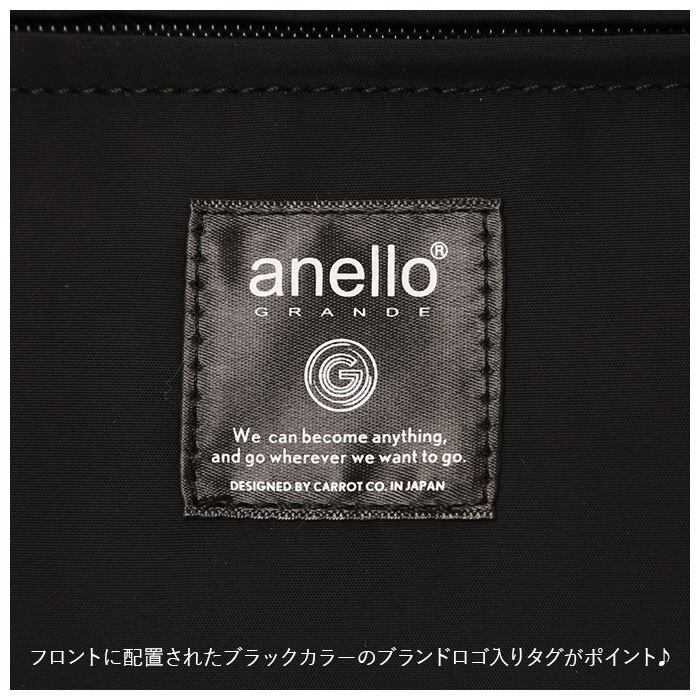 anello®
GRANDE
G
We can become anything,
and go wherever we want to go.
DESIGNED BY CARROT CO. IN JAPAN
フロントに配置されたブラックカラーのブランドロゴ入りタグがポイント♪